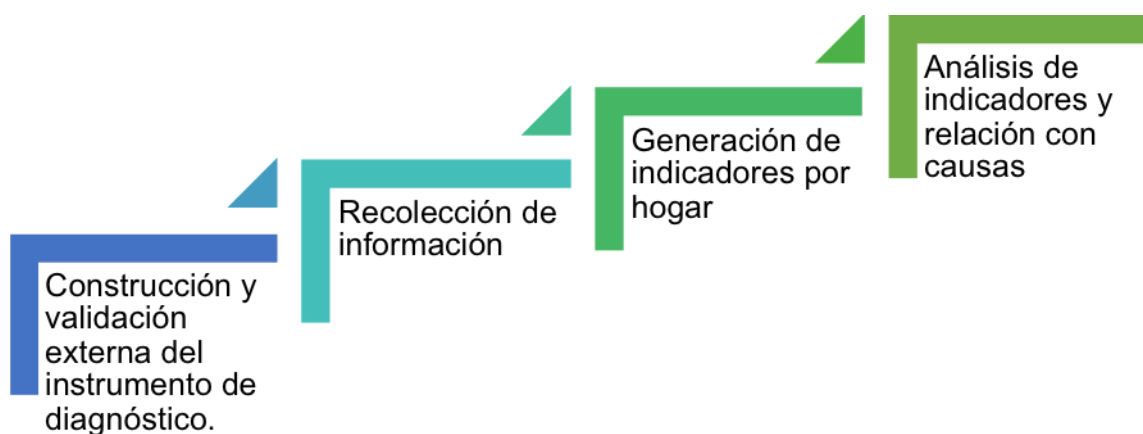 Construcción y
validación
externa del
instrumento de
diagnóstico.
Recolección de
información
Generación de
indicadores por
hogar
Análisis de
indicadores y
relación con
causas